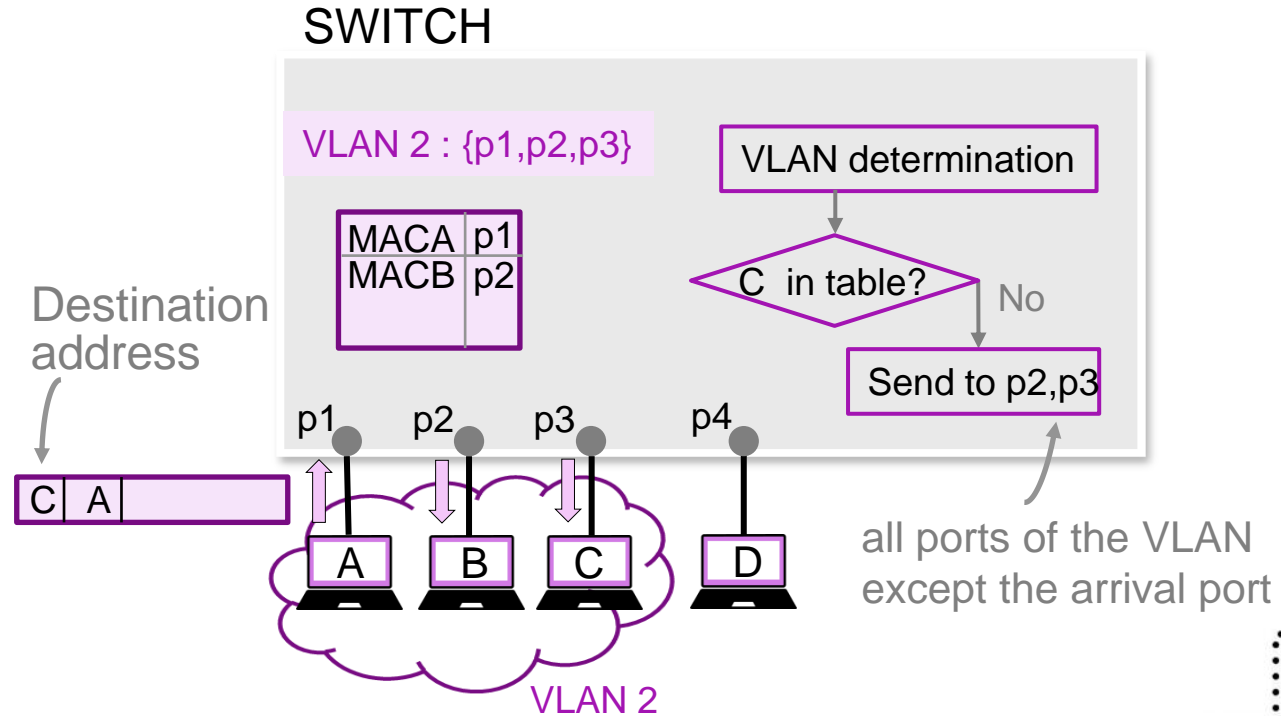 SWITCH
VLAN 2 : {p1,p2,p3}
VLAN determination
MACA p1
MACB p2
C in table?
No
Send to p2,p3
Destination
address
p1 p2 p3 p4
C A
A B C D
all ports of the VLAN
except the arrival port
VLAN 2